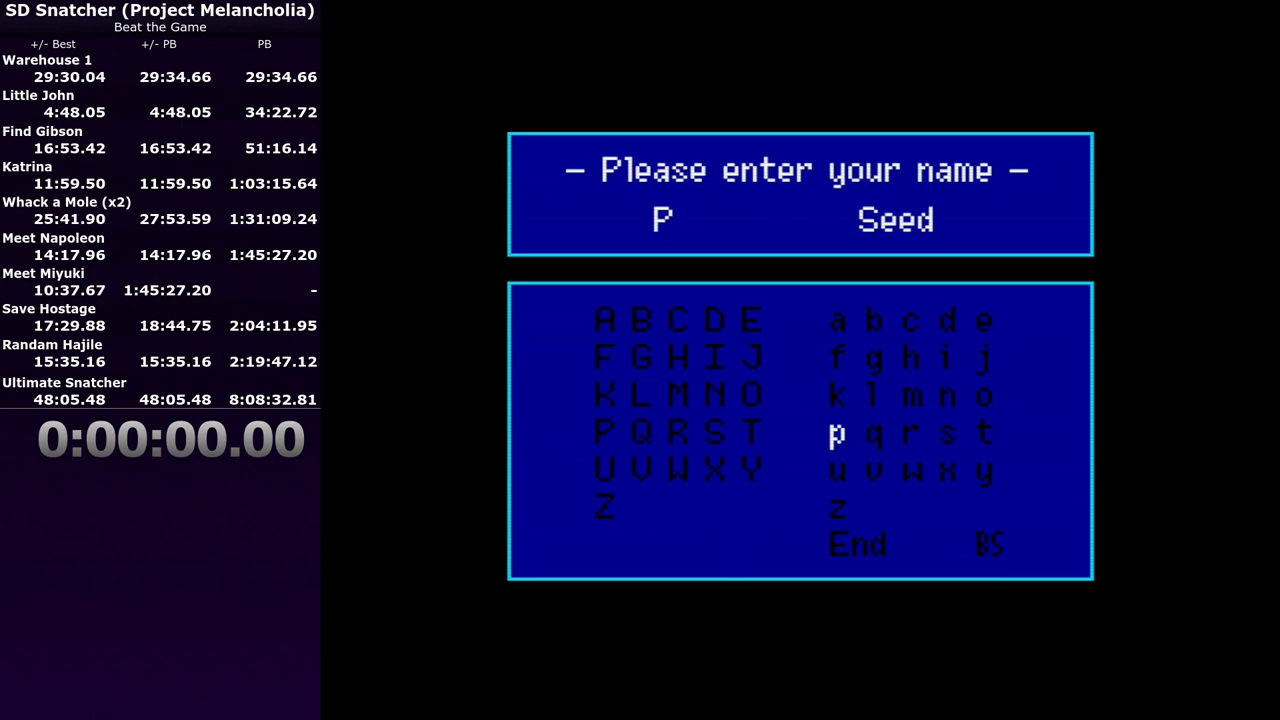 SD Snatcher (Project Melancholia)
Beat the Game
+/- Best +/- PB PB
Warehouse 1
29:30.04 29:34.66 29:34.66
Little John
4:48.05 4:48.05 34:22.72
Find Gibson
16:53.42 16:53.42 51:16.14
Katrina
11:59.50 11:59.50 1:03:15.64
Whack a Mole (x2)
25:41.90 27:53.59 1:31:09.24
Meet Napoleon
14:17.96 14:17.96 1:45:27.20
Meet Miyuki
10:37.67 1:45:27.20 -
Save Hostage
17:29.88 18:44.75 2:04:11.95
Randam Hajile
15:35.16 15:35.16 2:19:47.12
Ultimate Snatcher
48:05.48 48:05.48 8:08:32.81
0:00:00.00
- Please enter your name -
P Seed
A B C D E a b c d e
F G H I J f g h i j
K L M N O k l m n o
P Q R S T p q r s t
U V W X Y u v w x y
Z z
End BS